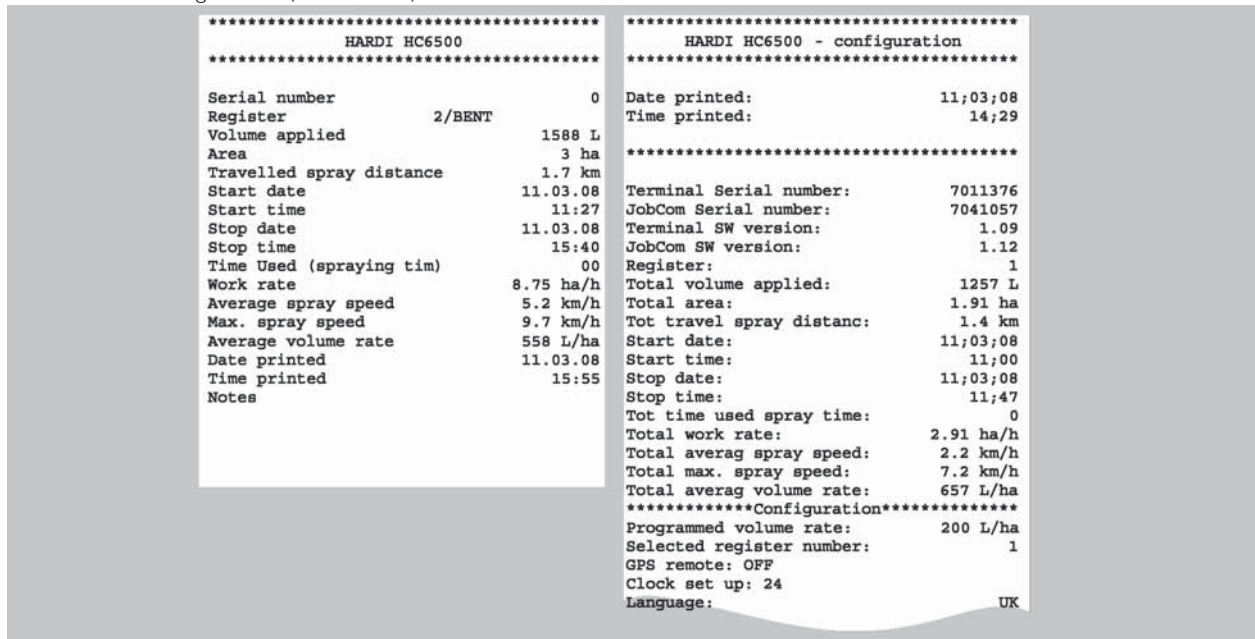 ****************************************
HARDI HC6500
****************************************
Serial number 0
Register 2/BENT
Volume applied 1588 L
Area 3 ha
Travelled spray distance 1.7 km
Start date 11.03.08
Start time 11:27
Stop date 11.03.08
Stop time 15:40
Time Used (spraying tim) 00
Work rate 8.75 ha/h
Average spray speed 5.2 km/h
Max. spray speed 9.7 km/h
Average volume rate 558 L/ha
Date printed 11.03.08
Time printed 15:55
Notes
****************************************
HARDI HC6500 - configuration
****************************************
Date printed: 11;03;08
Time printed: 14;29
****************************************
Terminal Serial number: 7011376
JobCom Serial number: 7041057
Terminal SW version: 1.09
JobCom SW version: 1.12
Register: 1
Total volume applied: 1257 L
Total area: 1.91 ha
Tot travel spray distanc: 1.4 km
Start date: 11;03;08
Start time: 11;00
Stop date: 11;03;08
Stop time: 11;47
Tot time used spray time: 0
Total work rate: 2.91 ha/h
Total averag spray speed: 2.2 km/h
Total max. spray speed: 7.2 km/h
Total averag volume rate: 657 L/ha
*************Configuration**************
Programmed volume rate: 200 L/ha
Selected register number: 1
GPS remote: OFF
Clock set up: 24
Language: UK